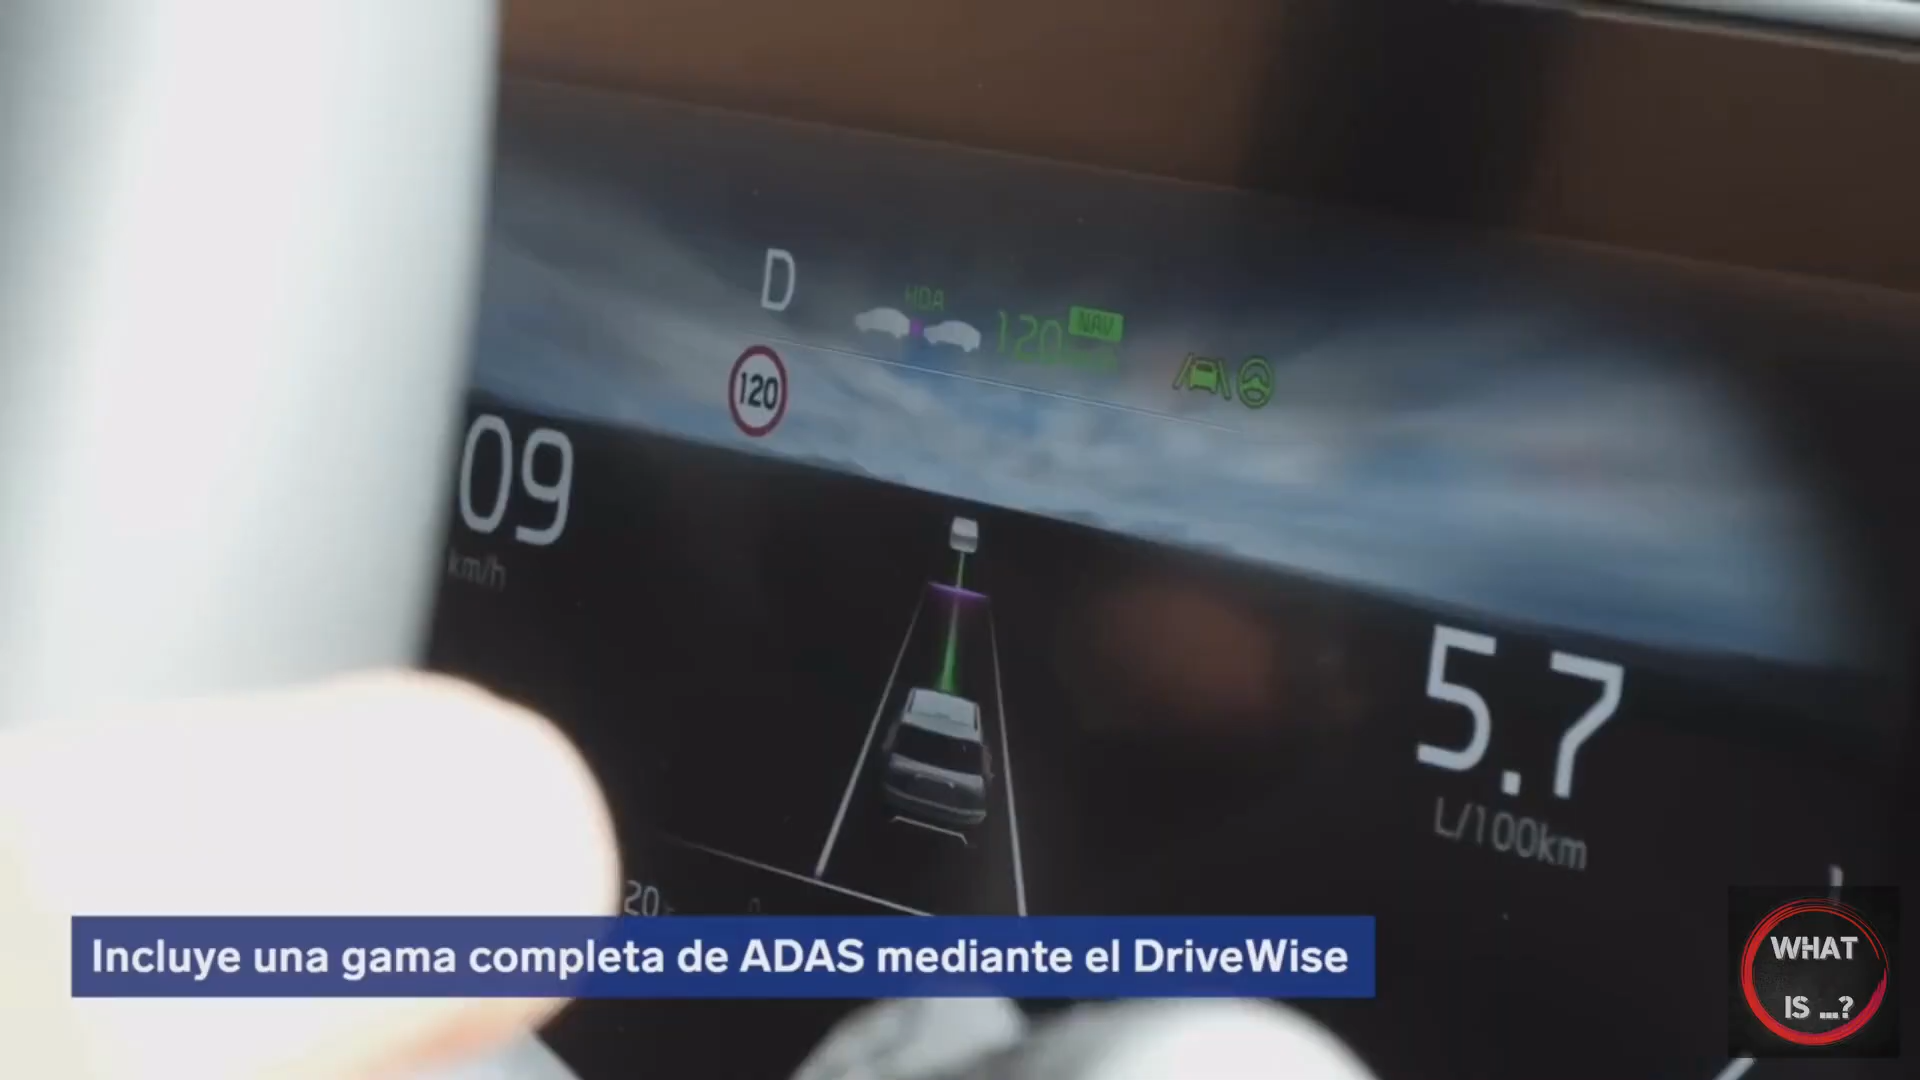 D
HDA
120
NAV
120
09
km/h
5.7
L/100km
20
Incluye una gama completa de ADAS mediante el DriveWise
WHAT
IS ...?